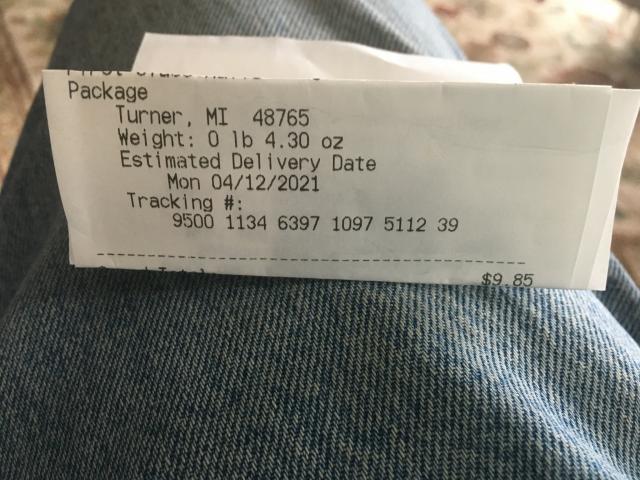 Package
Turner, MI 48765
Weight: 0 lb 4.30 oz
Estimated Delivery Date
Mon 04/12/2021
Tracking #:
9500 1134 6397 1097 5112 39
--------------------------------------------
$9.85